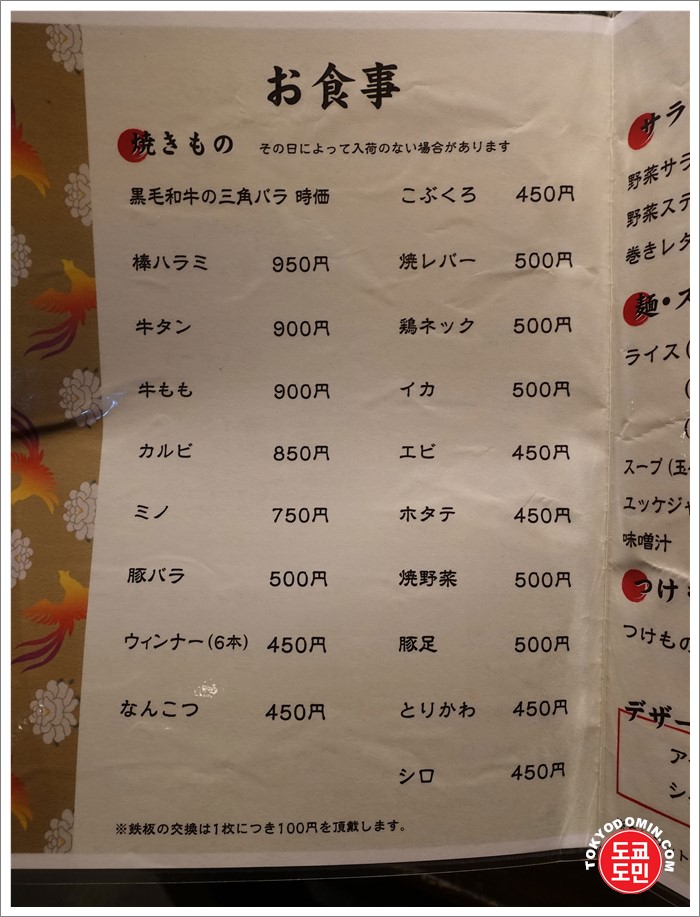 お食事
焼きもの その日によって入荷のない場合があります
黒毛和牛の三角バラ 時価
棒ハラミ 950円
牛タン 900円
牛もも 900円
カルビ 850円
ミノ 750円
豚バラ 500円
ウィンナー(6本) 450円
なんこつ 450円
こぶくろ 450円
焼レバー 500円
鶏ネック 500円
イカ 500円
エビ 450円
ホタテ 450円
焼野菜 500円
豚足 500円
とりかわ 450円
シロ 450円
※鉄板の交換は1枚につき100円を頂戴します。
サラ
野菜サラ
野菜ステ
巻きレタ
麺・ス
ライス(
(
(
スープ(玉
ユッケジャ
味噌汁
つけも
つけもの
デザー
ア
シ
ト
TOKYODOMIN.COM
도쿄
도민